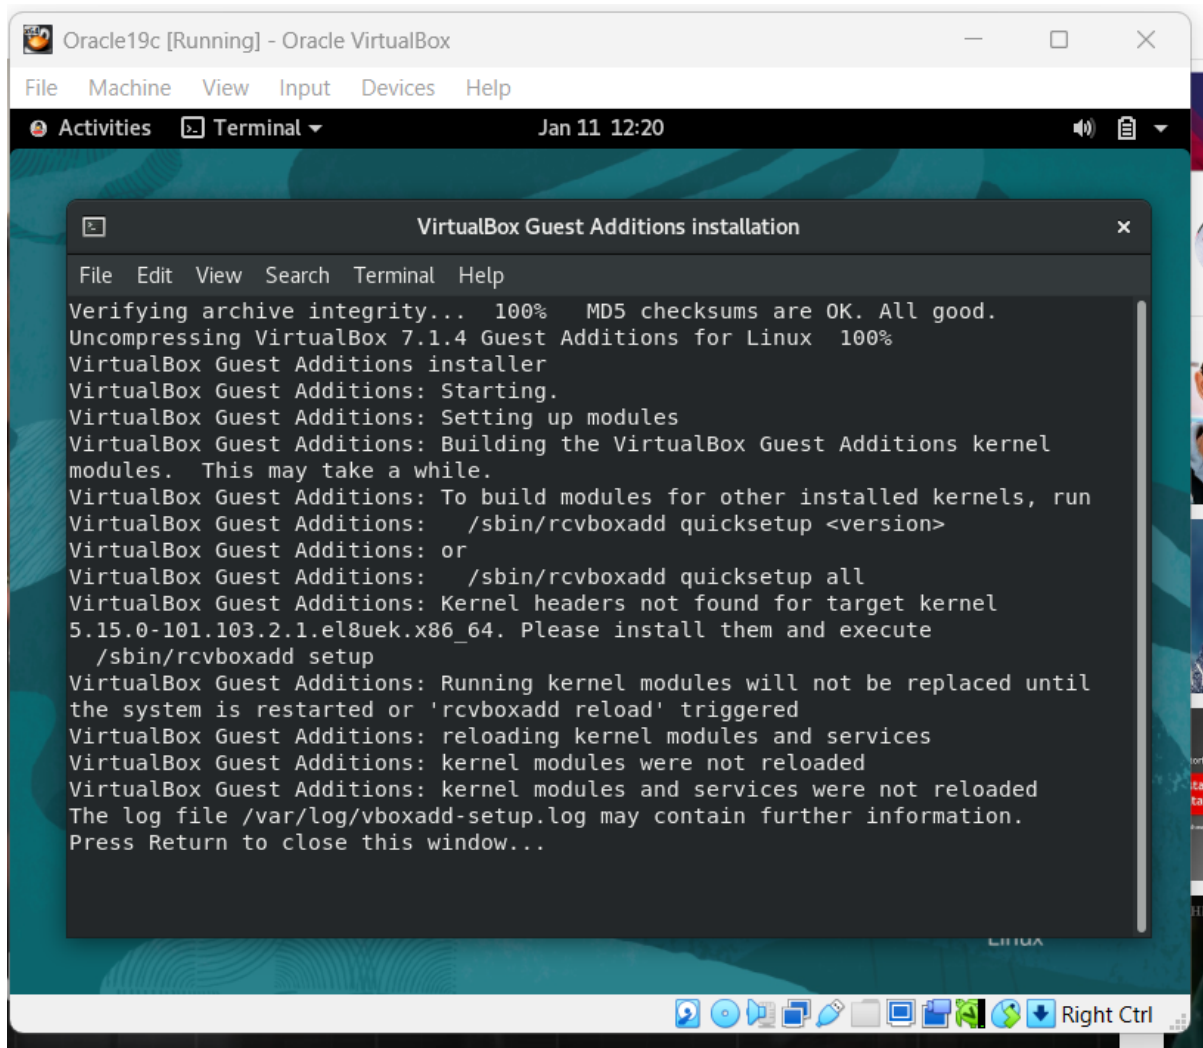 Oracle19c [Running] - Oracle VirtualBox
File Machine View Input Devices Help
Activities Terminal Jan 11 12:20
VirtualBox Guest Additions installation
File Edit View Search Terminal Help
Verifying archive integrity... 100% MD5 checksums are OK. All good.
Uncompressing VirtualBox 7.1.4 Guest Additions for Linux 100%
VirtualBox Guest Additions installer
VirtualBox Guest Additions: Starting.
VirtualBox Guest Additions: Setting up modules
VirtualBox Guest Additions: Building the VirtualBox Guest Additions kernel
modules. This may take a while.
VirtualBox Guest Additions: To build modules for other installed kernels, run
VirtualBox Guest Additions: /sbin/rcvboxadd quicksetup <version>
VirtualBox Guest Additions: or
VirtualBox Guest Additions: /sbin/rcvboxadd quicksetup all
VirtualBox Guest Additions: Kernel headers not found for target kernel
5.15.0-101.103.2.1.el8uek.x86_64. Please install them and execute
/sbin/rcvboxadd setup
VirtualBox Guest Additions: Running kernel modules will not be replaced until
the system is restarted or 'rcvboxadd reload' triggered
VirtualBox Guest Additions: reloading kernel modules and services
VirtualBox Guest Additions: kernel modules were not reloaded
VirtualBox Guest Additions: kernel modules and services were not reloaded
The log file /var/log/vboxadd-setup.log may contain further information.
Press Return to close this window...
Linux
Right Ctrl